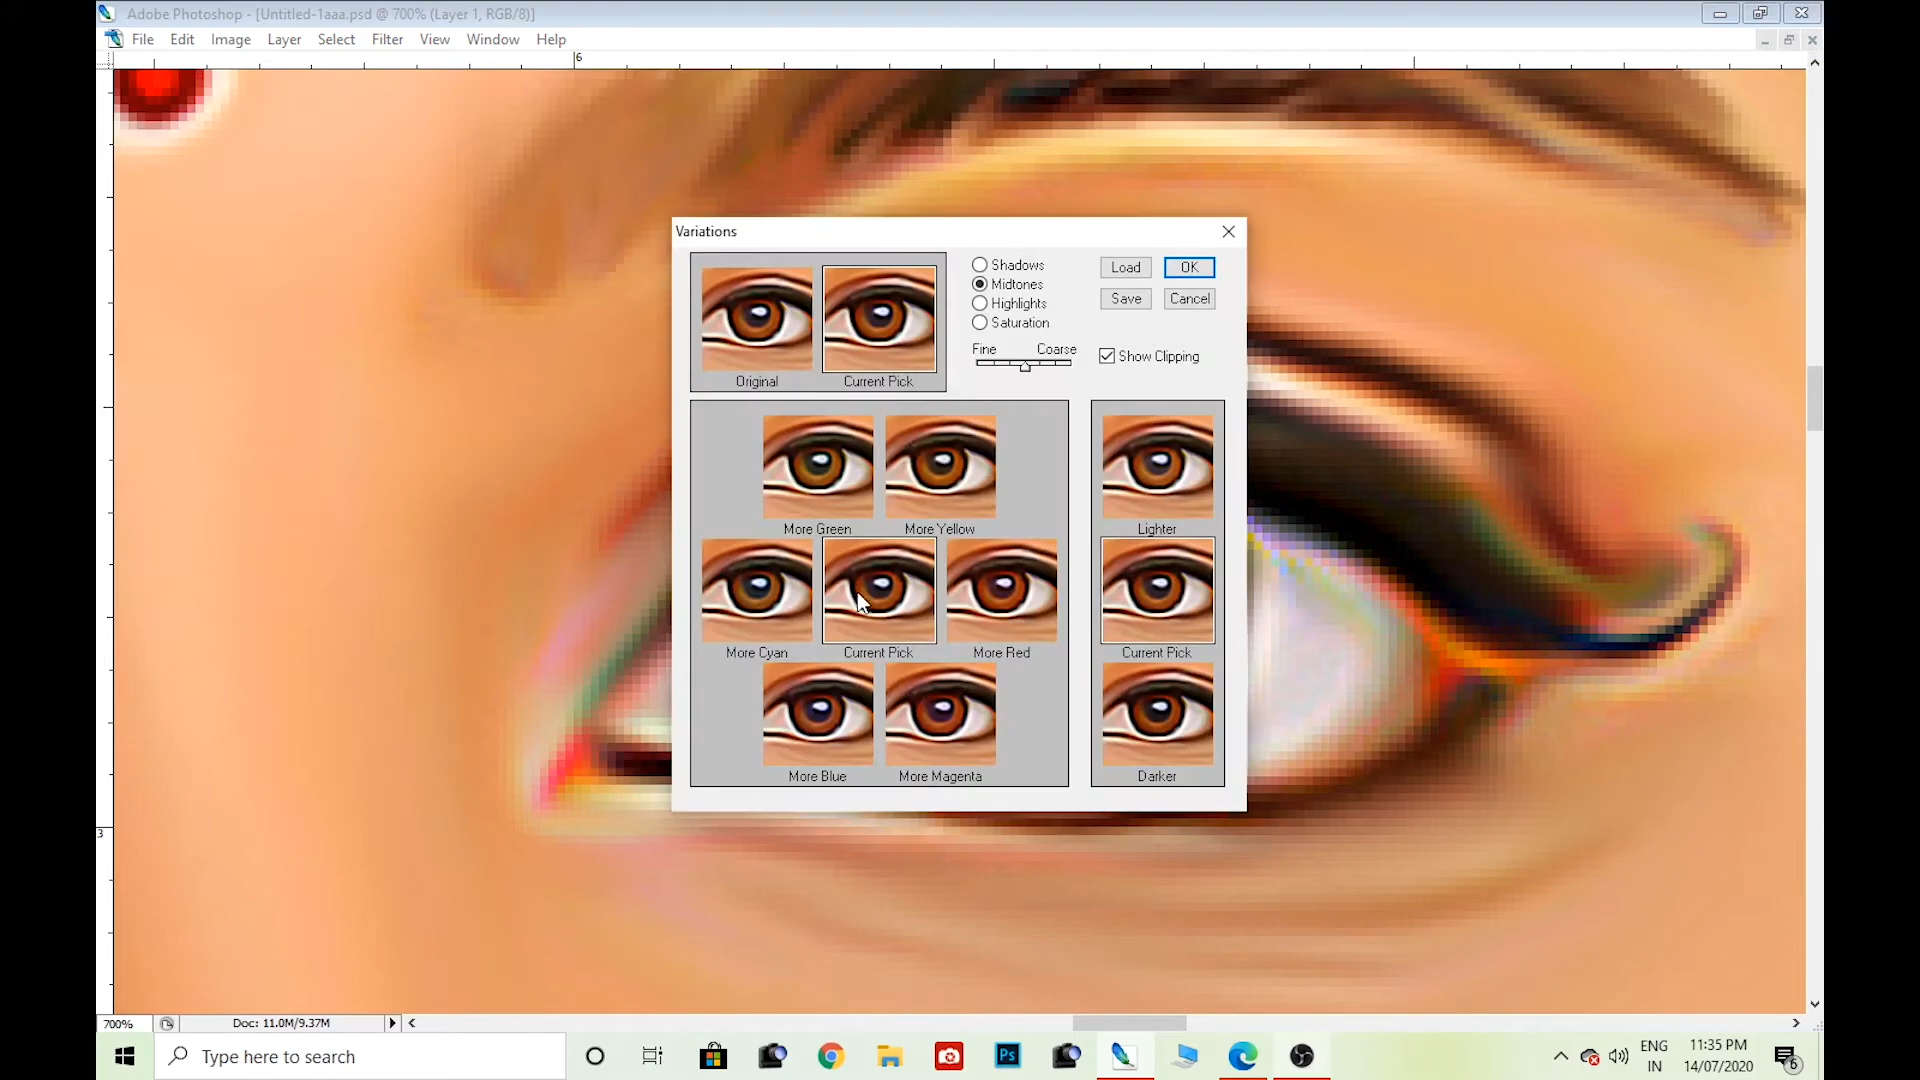 Adobe Photoshop - [Untitled-1aaa.psd @ 700% (Layer 1, RGB/8)]
File Edit Image Layer Select Filter View Window Help
6
Variations
Original
Current Pick
Shadows
Midtones
Highlights
Saturation
Load
OK
Save
Cancel
Fine
Coarse
Show Clipping
More Green
More Yellow
Lighter
More Cyan
Current Pick
More Red
Current Pick
More Blue
More Magenta
Darker
3
700%
Doc: 11.0M/9.37M
Type here to search
Ps
ENG
IN
11:35 PM
14/07/2020
6